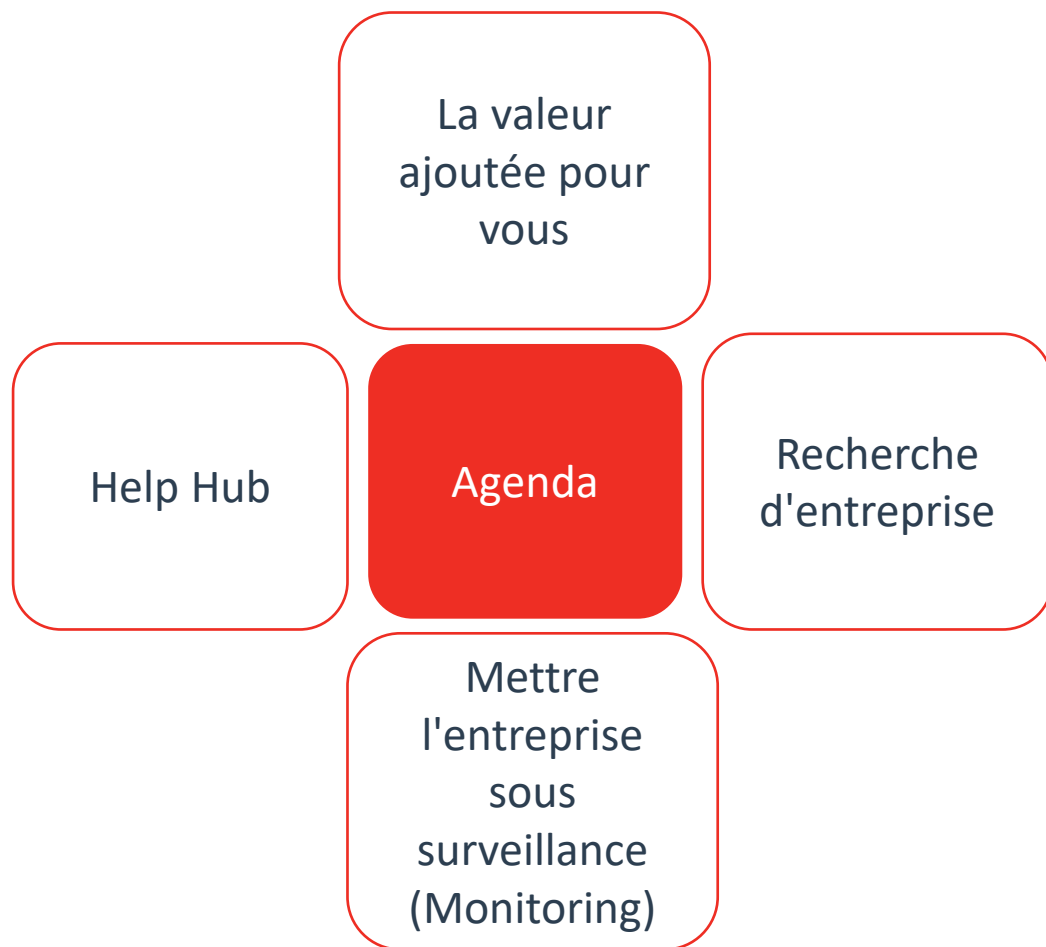 La valeur
ajoutée pour
vous
Help Hub
Agenda
Recherche
d'entreprise
Mettre
l'entreprise
sous
surveillance
(Monitoring)